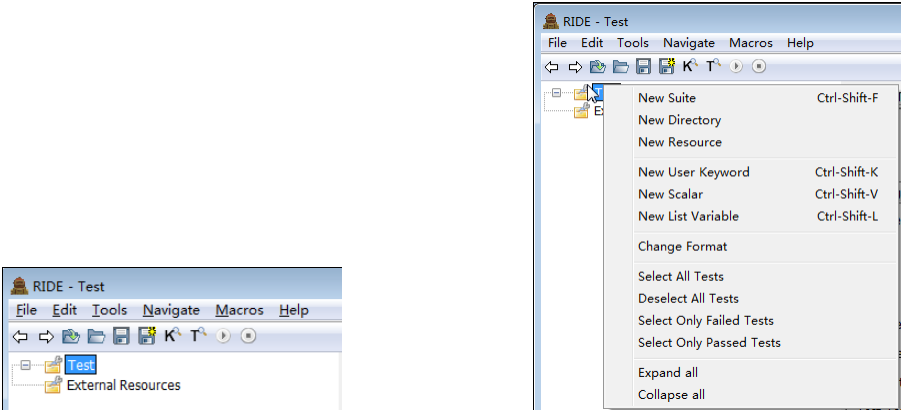 RIDE - Test
File Edit Tools Navigate Macros Help
Test
External Resources
RIDE - Test
File Edit Tools Navigate Macros Help
New Suite Ctrl-Shift-F
New Directory
New Resource
New User Keyword Ctrl-Shift-K
New Scalar Ctrl-Shift-V
New List Variable Ctrl-Shift-L
Change Format
Select All Tests
Deselect All Tests
Select Only Failed Tests
Select Only Passed Tests
Expand all
Collapse all